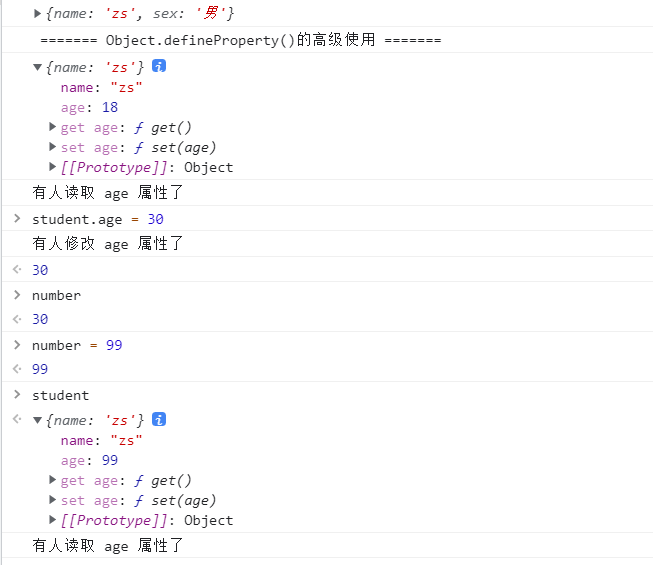 ▶{name: 'zs', sex: '男'}
======= Object.defineProperty()的高级使用 =======
▼{name: 'zs'} i
name: "zs"
age: 18
▶get age: ƒ get()
▶set age: ƒ set(age)
▶[[Prototype]]: Object
有人读取 age 属性了
> student.age = 30
有人修改 age 属性了
30
> number
30
> number = 99
99
> student
▼{name: 'zs'} i
name: "zs"
age: 99
▶get age: ƒ get()
▶set age: ƒ set(age)
▶[[Prototype]]: Object
有人读取 age 属性了